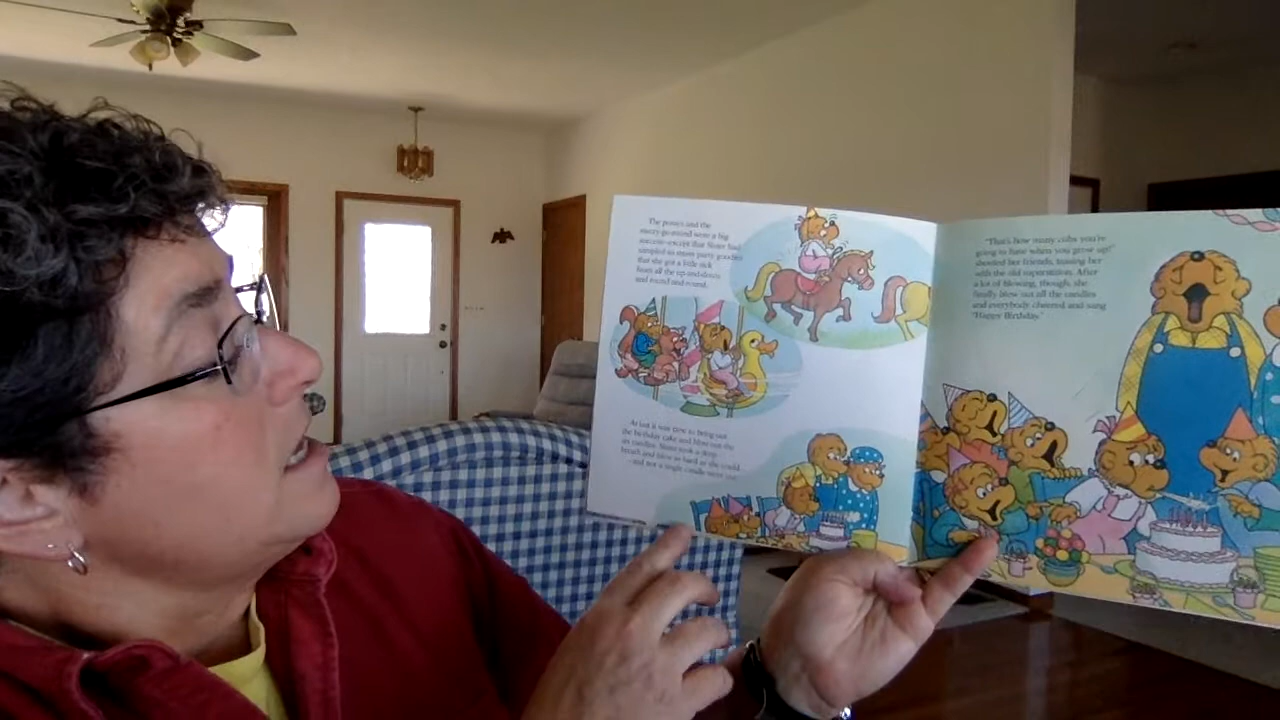 The ponies and the
merry-go-round were a big
success—except that Sister had
sampled so many party goodies
that she got a little sick
from all the up-and-down
and round and round.
At last it was time to bring out
the birthday cake and blow out the
six candles. Sister took a deep
breath and blew as hard as she could
—and not a single candle went out.
"That's how many cubs you're
going to have when you grow up!"
shouted her friends, teasing her
with the old superstition. After
a lot of blowing, though, she
finally blew out all the candles
and everybody cheered and sang
"Happy Birthday."